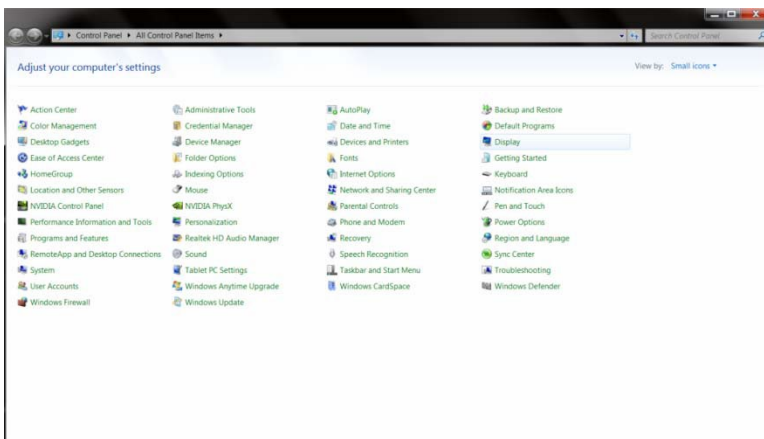 Control Panel ▸ All Control Panel Items ▸
Search Control Panel
Adjust your computer's settings
View by: Small icons
Action Center
Administrative Tools
AutoPlay
Backup and Restore
Color Management
Credential Manager
Date and Time
Default Programs
Desktop Gadgets
Device Manager
Devices and Printers
Display
Ease of Access Center
Folder Options
Fonts
Getting Started
HomeGroup
Indexing Options
Internet Options
Keyboard
Location and Other Sensors
Mouse
Network and Sharing Center
Notification Area Icons
NVIDIA Control Panel
NVIDIA PhysX
Parental Controls
Pen and Touch
Performance Information and Tools
Personalization
Phone and Modem
Power Options
Programs and Features
Realtek HD Audio Manager
Recovery
Region and Language
RemoteApp and Desktop Connections
Sound
Speech Recognition
Sync Center
System
Tablet PC Settings
Taskbar and Start Menu
Troubleshooting
User Accounts
Windows Anytime Upgrade
Windows CardSpace
Windows Defender
Windows Firewall
Windows Update